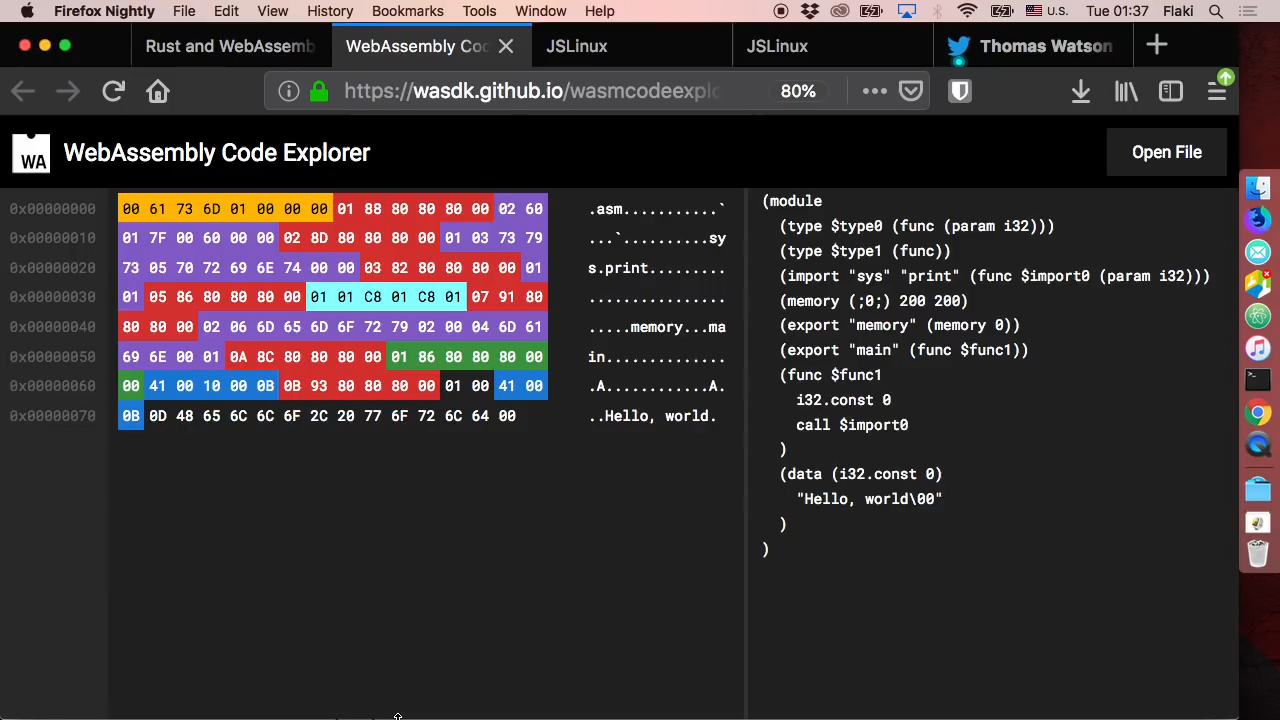 Firefox Nightly File Edit View History Bookmarks Tools Window Help U.S. Tue 01:37 Flaki
Rust and WebAssemb WebAssembly Co JSLinux JSLinux Thomas Watson
https://wasdk.github.io/wasmcodeexplo 80%
WA WebAssembly Code Explorer Open File
0x00000000 00 61 73 6D 01 00 00 00 01 88 80 80 80 00 02 60 .asm...........`
0x00000010 01 7F 00 60 00 00 02 8D 80 80 80 00 01 03 73 79 ...`..........sy
0x00000020 73 05 70 72 69 6E 74 00 00 03 82 80 80 80 00 01 s.print.........
0x00000030 01 05 86 80 80 80 00 01 01 C8 01 C8 01 07 91 80 ................
0x00000040 80 80 00 02 06 6D 65 6D 6F 72 79 02 00 04 6D 61 .....memory...ma
0x00000050 69 6E 00 01 0A 8C 80 80 80 00 01 86 80 80 80 00 in..............
0x00000060 00 41 00 10 00 0B 0B 93 80 80 80 00 01 00 41 00 .A............A.
0x00000070 0B 0D 48 65 6C 6C 6F 2C 20 77 6F 72 6C 64 00 ..Hello, world.
(module
(type $type0 (func (param i32)))
(type $type1 (func))
(import "sys" "print" (func $import0 (param i32)))
(memory (;0;) 200 200)
(export "memory" (memory 0))
(export "main" (func $func1))
(func $func1
i32.const 0
call $import0
)
(data (i32.const 0)
"Hello, world\00"
)
)